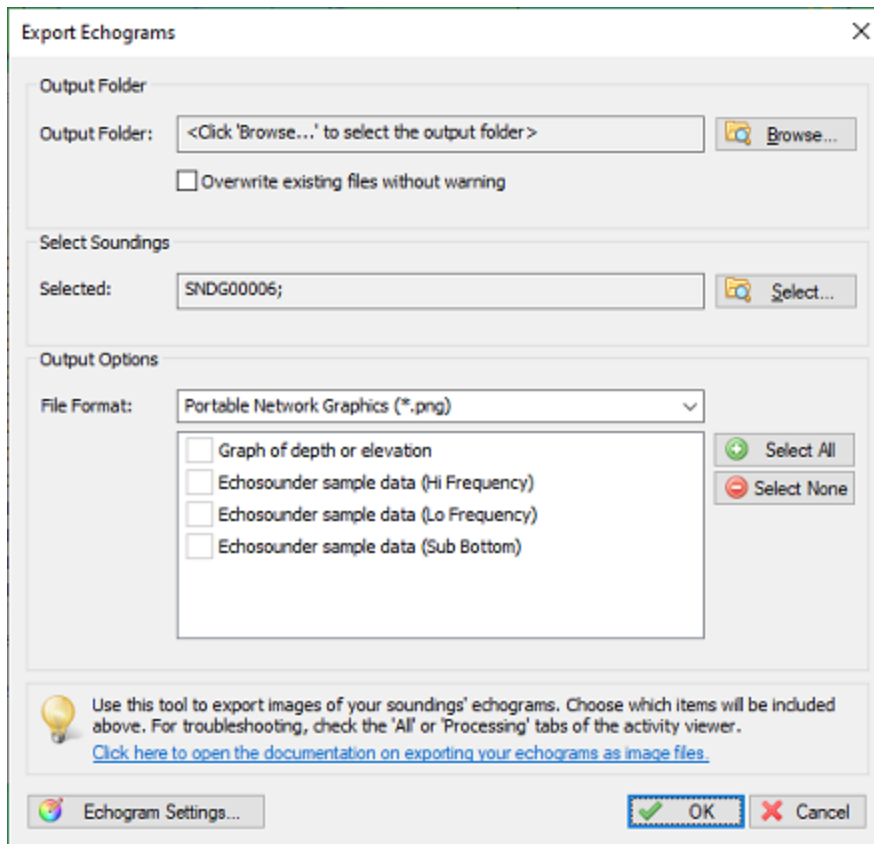 Export Echograms
Output Folder
Output Folder: <Click 'Browse...' to select the output folder> Browse...
Overwrite existing files without warning
Select Soundings
Selected: SNDG00006; Select...
Output Options
File Format: Portable Network Graphics (*.png)
Graph of depth or elevation Select All
Echosounder sample data (Hi Frequency) Select None
Echosounder sample data (Lo Frequency)
Echosounder sample data (Sub Bottom)
Use this tool to export images of your soundings' echograms. Choose which items will be included
above. For troubleshooting, check the 'All' or 'Processing' tabs of the activity viewer.
Click here to open the documentation on exporting your echograms as image files.
Echogram Settings... OK Cancel